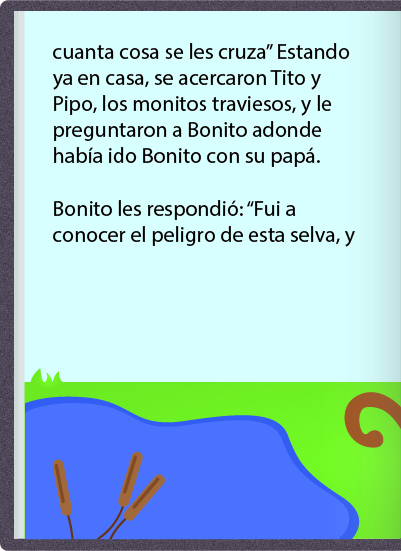 cuanta cosa se les cruza” Estando
ya en casa, se acercaron Tito y
Pipo, los monitos traviesos, y le
preguntaron a Bonito adonde
había ido Bonito con su papá.
Bonito les respondió: “Fui a
conocer el peligro de esta selva, y